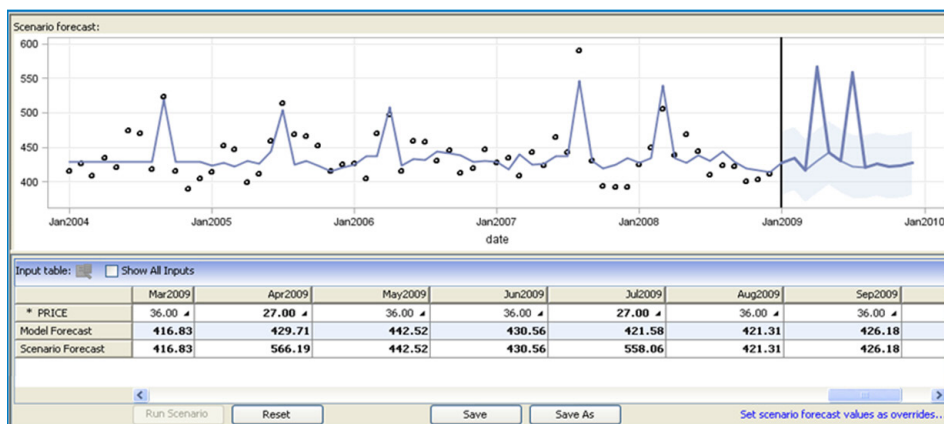 Scenario forecast:
600
550
500
450
400
Jan2004 Jan2005 Jan2006 Jan2007 Jan2008 Jan2009 Jan2010
date
Input table: Show All Inputs
Mar2009 Apr2009 May2009 Jun2009 Jul2009 Aug2009 Sep2009
* PRICE 36.00 27.00 36.00 36.00 27.00 36.00 36.00
Model Forecast 416.83 429.71 442.52 430.56 421.58 421.31 426.18
Scenario Forecast 416.83 566.19 442.52 430.56 558.06 421.31 426.18
Run Scenario Reset Save Save As Set scenario forecast values as overrides...